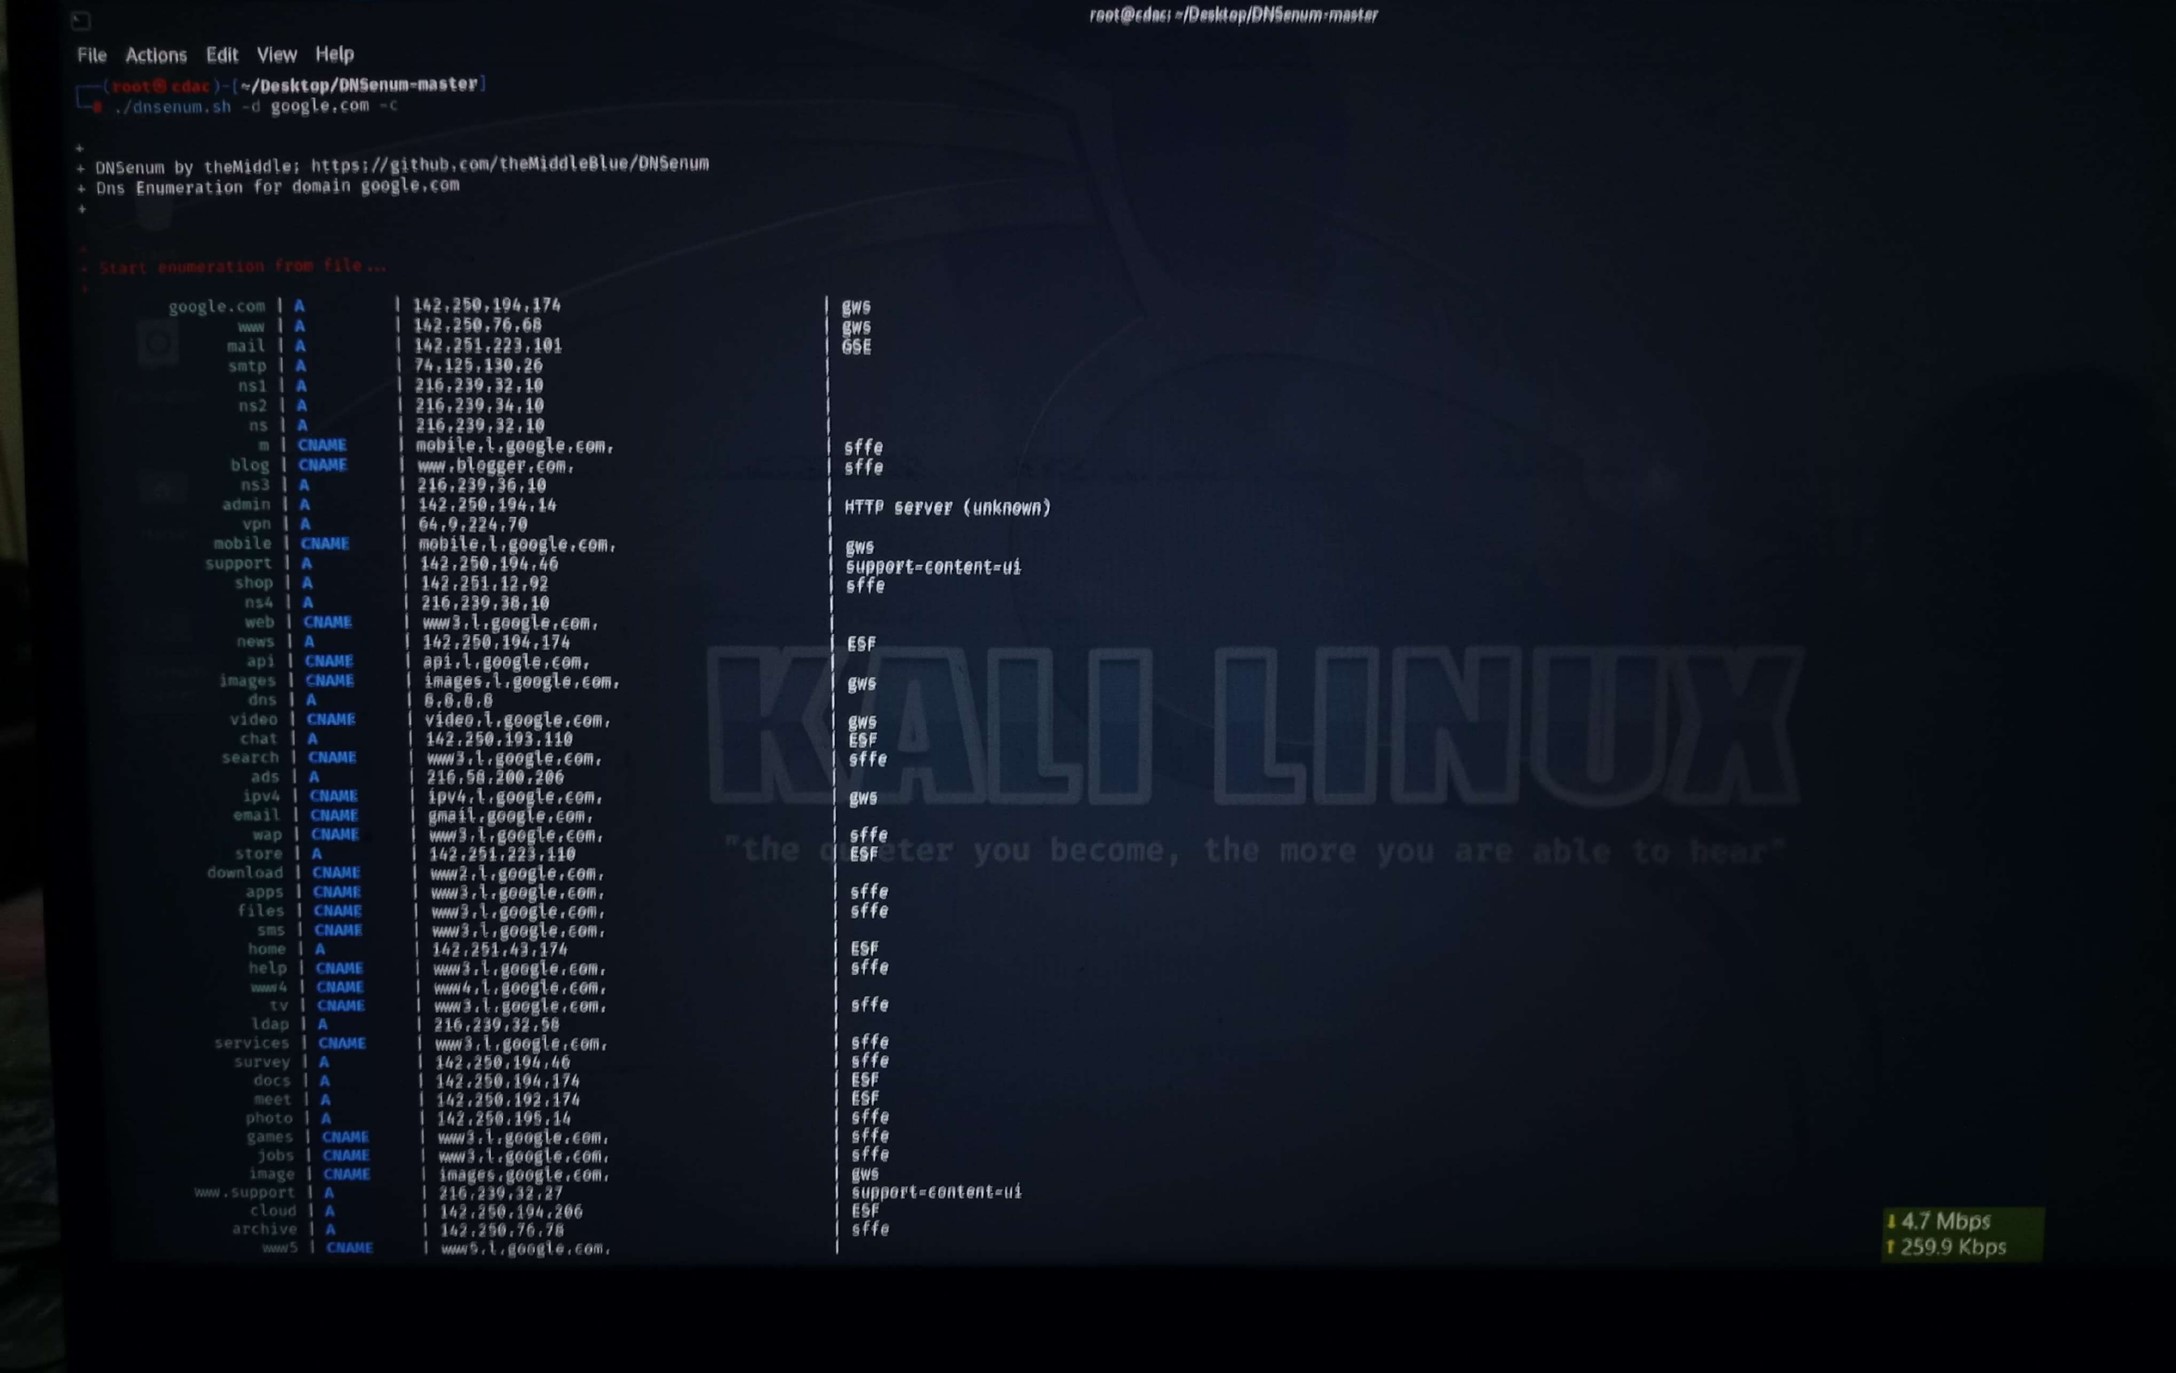 root@cdac: ~/Desktop/DNSenum-master
File Actions Edit View Help
(root㉿cdac)-[~/Desktop/DNSenum-master]
./dnsenum.sh -d google.com -c
+
+ DNSenum by theMiddle: https://github.com/theMiddleBlue/DNSenum
+ Dns Enumeration for domain google.com
+
+
- Start enumeration from file...
+
google.com | A | 142.250.194.174 | gws
www | A | 142.250.76.68 | gws
mail | A | 142.251.223.101 | GSE
smtp | A | 74.125.130.26 |
ns1 | A | 216.239.32.10 |
ns2 | A | 216.239.34.10 |
ns | A | 216.239.32.10 |
m | CNAME | mobile.l.google.com. | sffe
blog | CNAME | www.blogger.com. | sffe
ns3 | A | 216.239.36.10 |
admin | A | 142.250.194.14 | HTTP server (unknown)
vpn | A | 64.9.224.70 |
mobile | CNAME | mobile.l.google.com. | gws
support | A | 142.250.194.46 | support-content-ui
shop | A | 142.251.12.92 | sffe
ns4 | A | 216.239.38.10 |
web | CNAME | www3.l.google.com. |
news | A | 142.250.194.174 | ESF
api | CNAME | api.l.google.com. |
images | CNAME | images.l.google.com. | gws
dns | A | 8.8.8.8 |
video | CNAME | video.l.google.com. | gws
chat | A | 142.250.193.110 | ESF
search | CNAME | www3.l.google.com. | sffe
ads | A | 216.58.200.206 |
ipv4 | CNAME | ipv4.l.google.com. | gws
email | CNAME | gmail.google.com. |
wap | CNAME | www3.l.google.com. | sffe
store | A | 142.251.223.110 | ESF
download | CNAME | www2.l.google.com. |
apps | CNAME | www3.l.google.com. | sffe
files | CNAME | www3.l.google.com. | sffe
sms | CNAME | www3.l.google.com. |
home | A | 142.251.43.174 | ESF
help | CNAME | www3.l.google.com. | sffe
www4 | CNAME | www4.l.google.com. |
tv | CNAME | www3.l.google.com. | sffe
ldap | A | 216.239.32.58 |
services | CNAME | www3.l.google.com. | sffe
survey | A | 142.250.194.46 | sffe
docs | A | 142.250.194.174 | ESF
meet | A | 142.250.192.174 | ESF
photo | A | 142.250.195.14 | sffe
games | CNAME | www3.l.google.com. | sffe
jobs | CNAME | www3.l.google.com. | sffe
image | CNAME | images.google.com. | gws
www.support | A | 216.239.32.27 | support-content-ui
cloud | A | 142.250.194.206 | ESF
archive | A | 142.250.76.78 | sffe
www5 | CNAME | www5.l.google.com. |
KALI LINUX
"the quieter you become, the more you are able to hear"
↓ 4.7 Mbps
↑ 259.9 Kbps